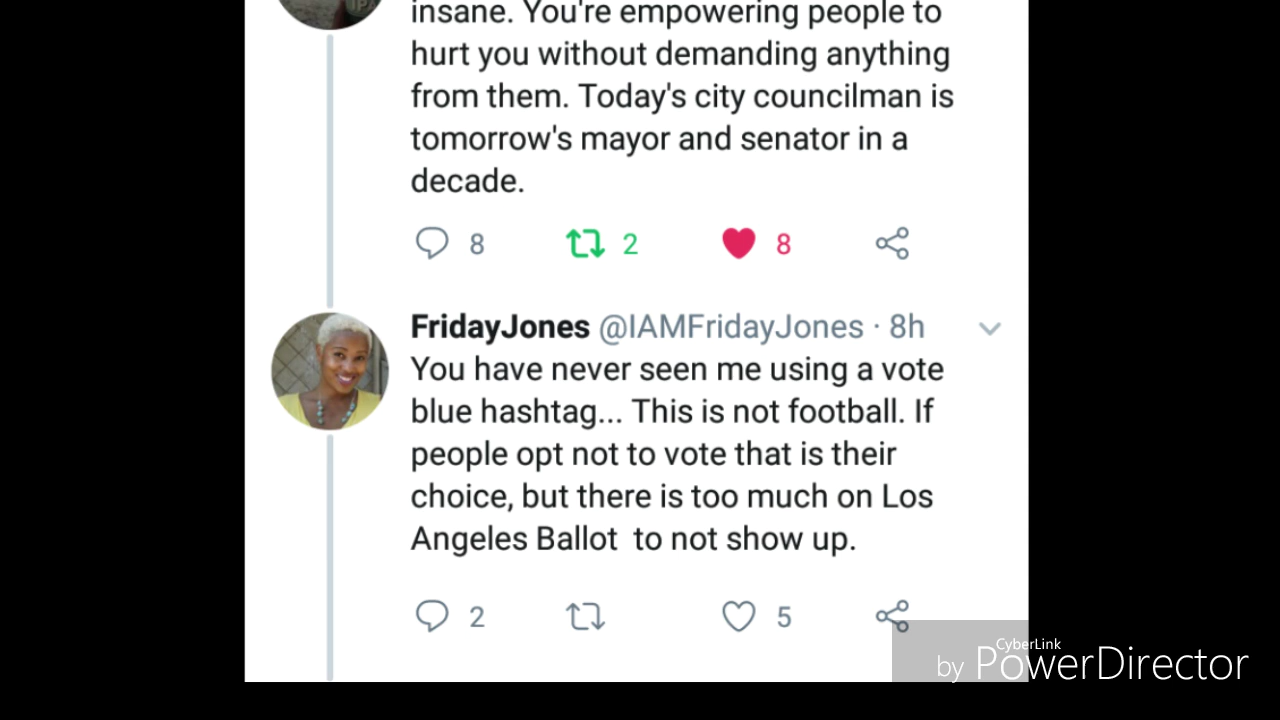 insane. You're empowering people to
hurt you without demanding anything
from them. Today's city councilman is
tomorrow's mayor and senator in a
decade.
8 2 8
FridayJones @IAMFridayJones · 8h
You have never seen me using a vote
blue hashtag... This is not football. If
people opt not to vote that is their
choice, but there is too much on Los
Angeles Ballot to not show up.
2 5
CyberLink
by PowerDirector